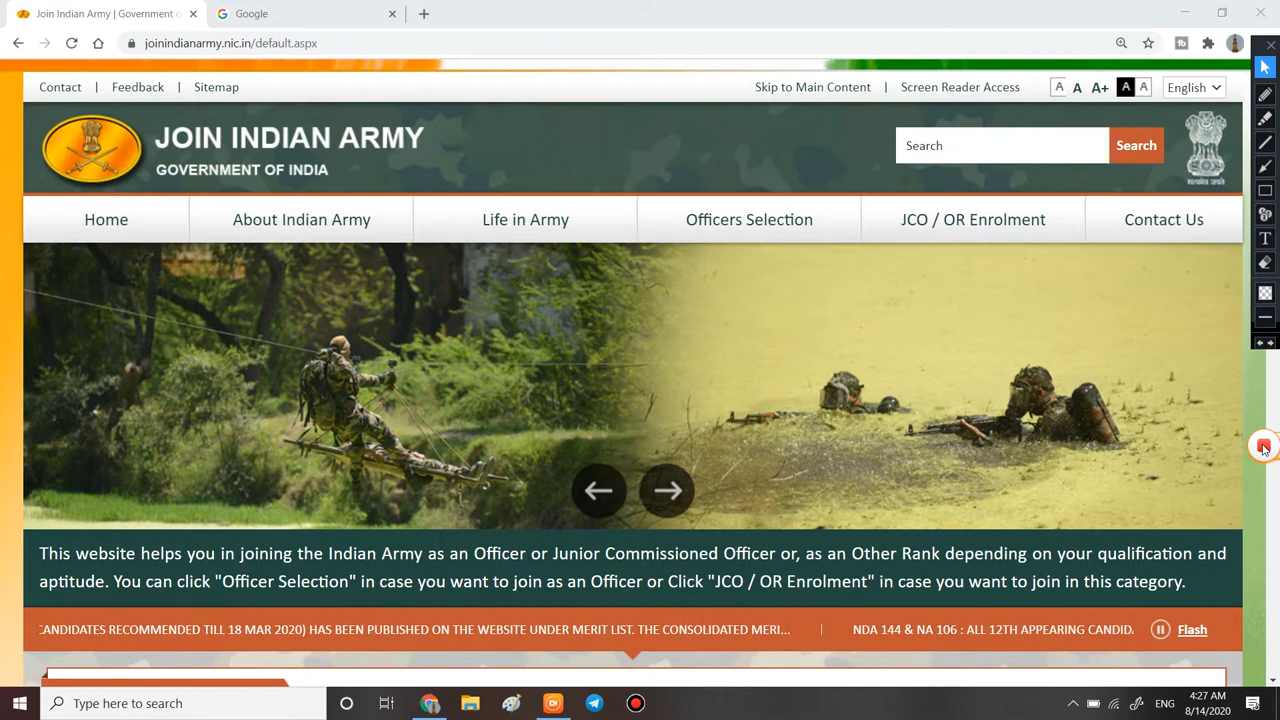 Join Indian Army | Government o
Google
joinindianarmy.nic.in/default.aspx
Contact | Feedback | Sitemap
Skip to Main Content | Screen Reader Access
A A A+ A A
English
JOIN INDIAN ARMY
GOVERNMENT OF INDIA
Search
Search
Home
About Indian Army
Life in Army
Officers Selection
JCO / OR Enrolment
Contact Us
This website helps you in joining the Indian Army as an Officer or Junior Commissioned Officer or, as an Other Rank depending on your qualification and
aptitude. You can click "Officer Selection" in case you want to join as an Officer or Click "JCO / OR Enrolment" in case you want to join in this category.
CANDIDATES RECOMMENDED TILL 18 MAR 2020) HAS BEEN PUBLISHED ON THE WEBSITE UNDER MERIT LIST. THE CONSOLIDATED MERI... | NDA 144 & NA 106 : ALL 12TH APPEARING CANDID
Flash
Type here to search
ENG
4:27 AM
8/14/2020